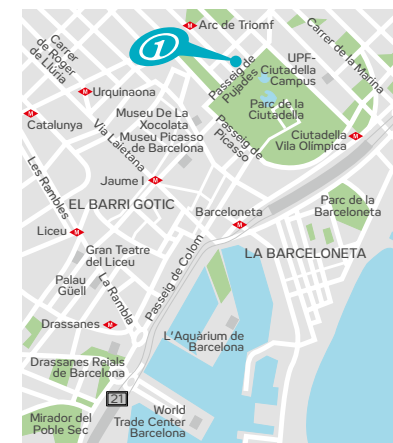 Arc de Triomf
1
Carrer
de Roger
de Llúria
Carrer de la Marina
Passeig de
Pujades
UPF-
Ciutadella
Campus
Urquinaona
Parc de la
Ciutadella
Catalunya
Via Laietana
Museu De La
Xocolata
Museu Picasso
de Barcelona
Passeig de
Picasso
Ciutadella
Vila Olímpica
Les Rambles
Jaume I
EL BARRI GOTIC
Barceloneta
Parc de la
Barceloneta
Liceu
Gran Teatre
del Liceu
LA BARCELONETA
Palau
Güell
La Rambla
Passeig de Colom
Drassanes
L'Aquàrium de
Barcelona
Drassanes Reials
de Barcelona
21
Mirador del
Poble Sec
World
Trade Center
Barcelona